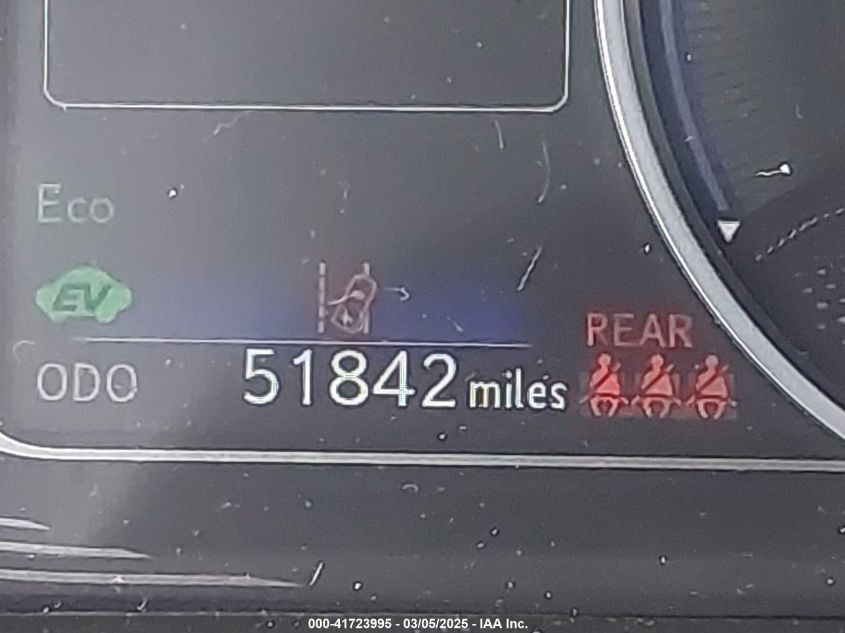 Eco
EV
REAR
ODO 51842 miles
000-41723995 - 03/05/2025 - IAA Inc.